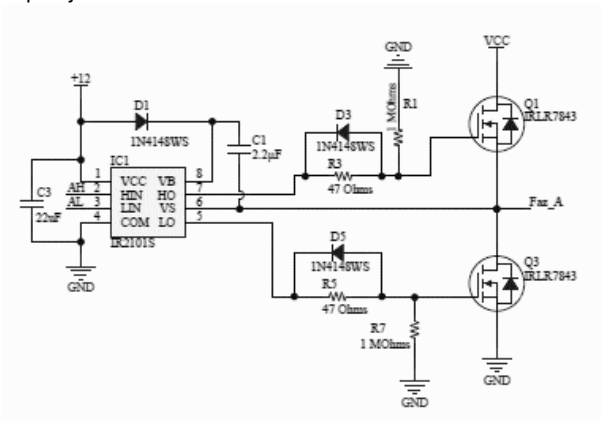 GND
VCC
+12
D1
1N4148WS
C1
2.2µF
D3
1N4148WS
1 MOhms
R1
Q1
IRLR7843
IC1
R3
47 Ohms
1 VCC VB 8
AH 2 HIN HO 7
AL 3 LIN VS 6
4 COM LO 5
IR2101S
C3
22uF
GND
Faz_A
D5
1N4148WS
R5
47 Ohms
Q3
IRLR7843
R7
1 MOhms
GND
GND